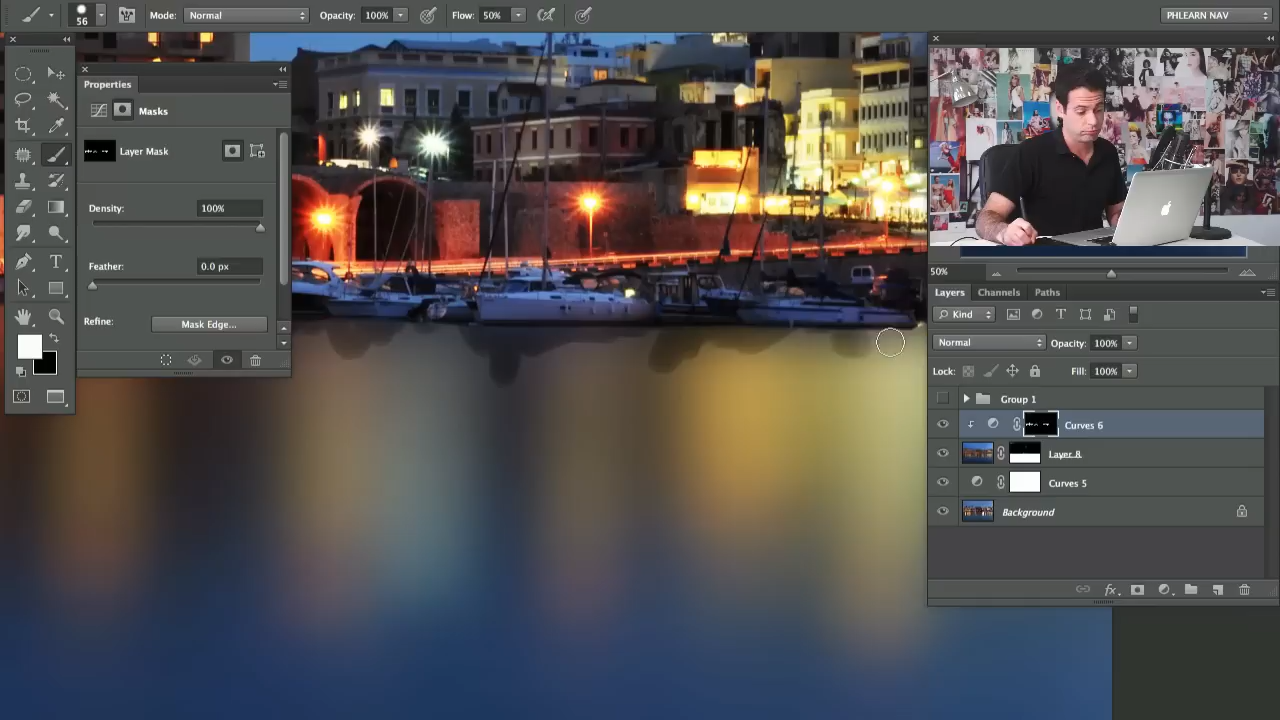 56 Mode: Normal Opacity: 100% Flow: 50% PHLEARN NAV
Properties
Masks
Layer Mask
Density: 100%
Feather: 0.0 px
Refine: Mask Edge...
T
50%
Layers Channels Paths
Kind T
Normal Opacity: 100%
Lock: Fill: 100%
Group 1
Curves 6
Layer 8
Curves 5
Background
fx